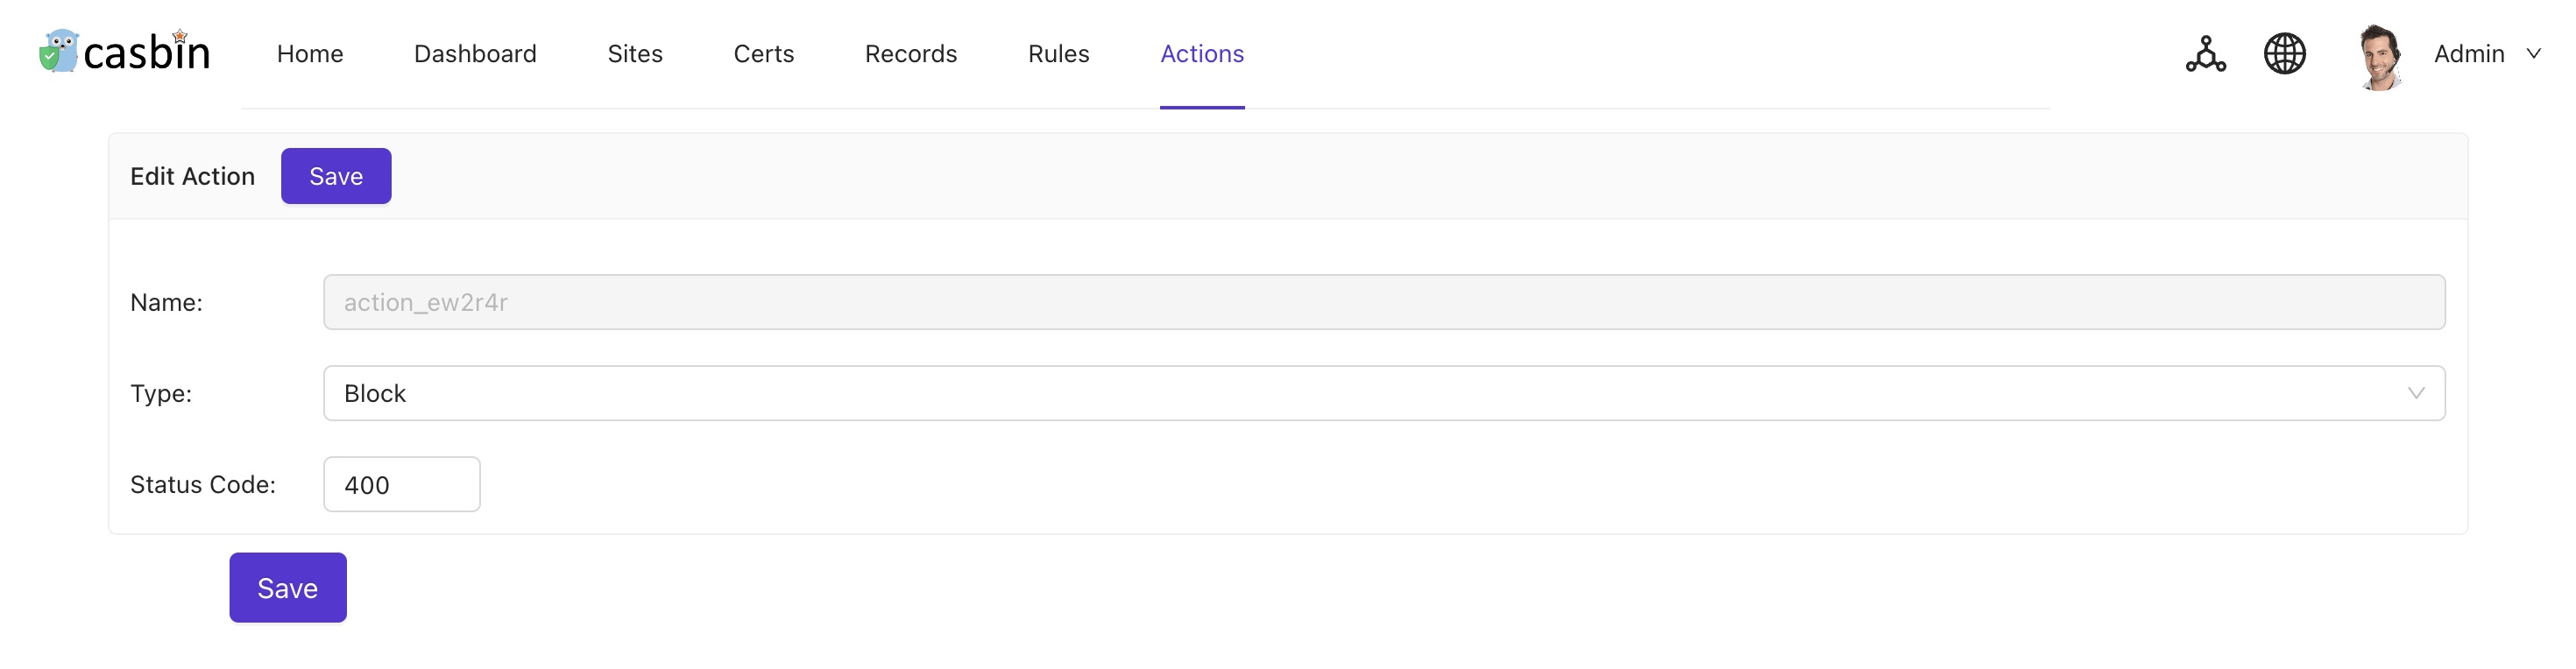 casbin Home Dashboard Sites Certs Records Rules Actions Admin
Edit Action Save
Name: action_ew2r4r
Type: Block
Status Code: 400
Save